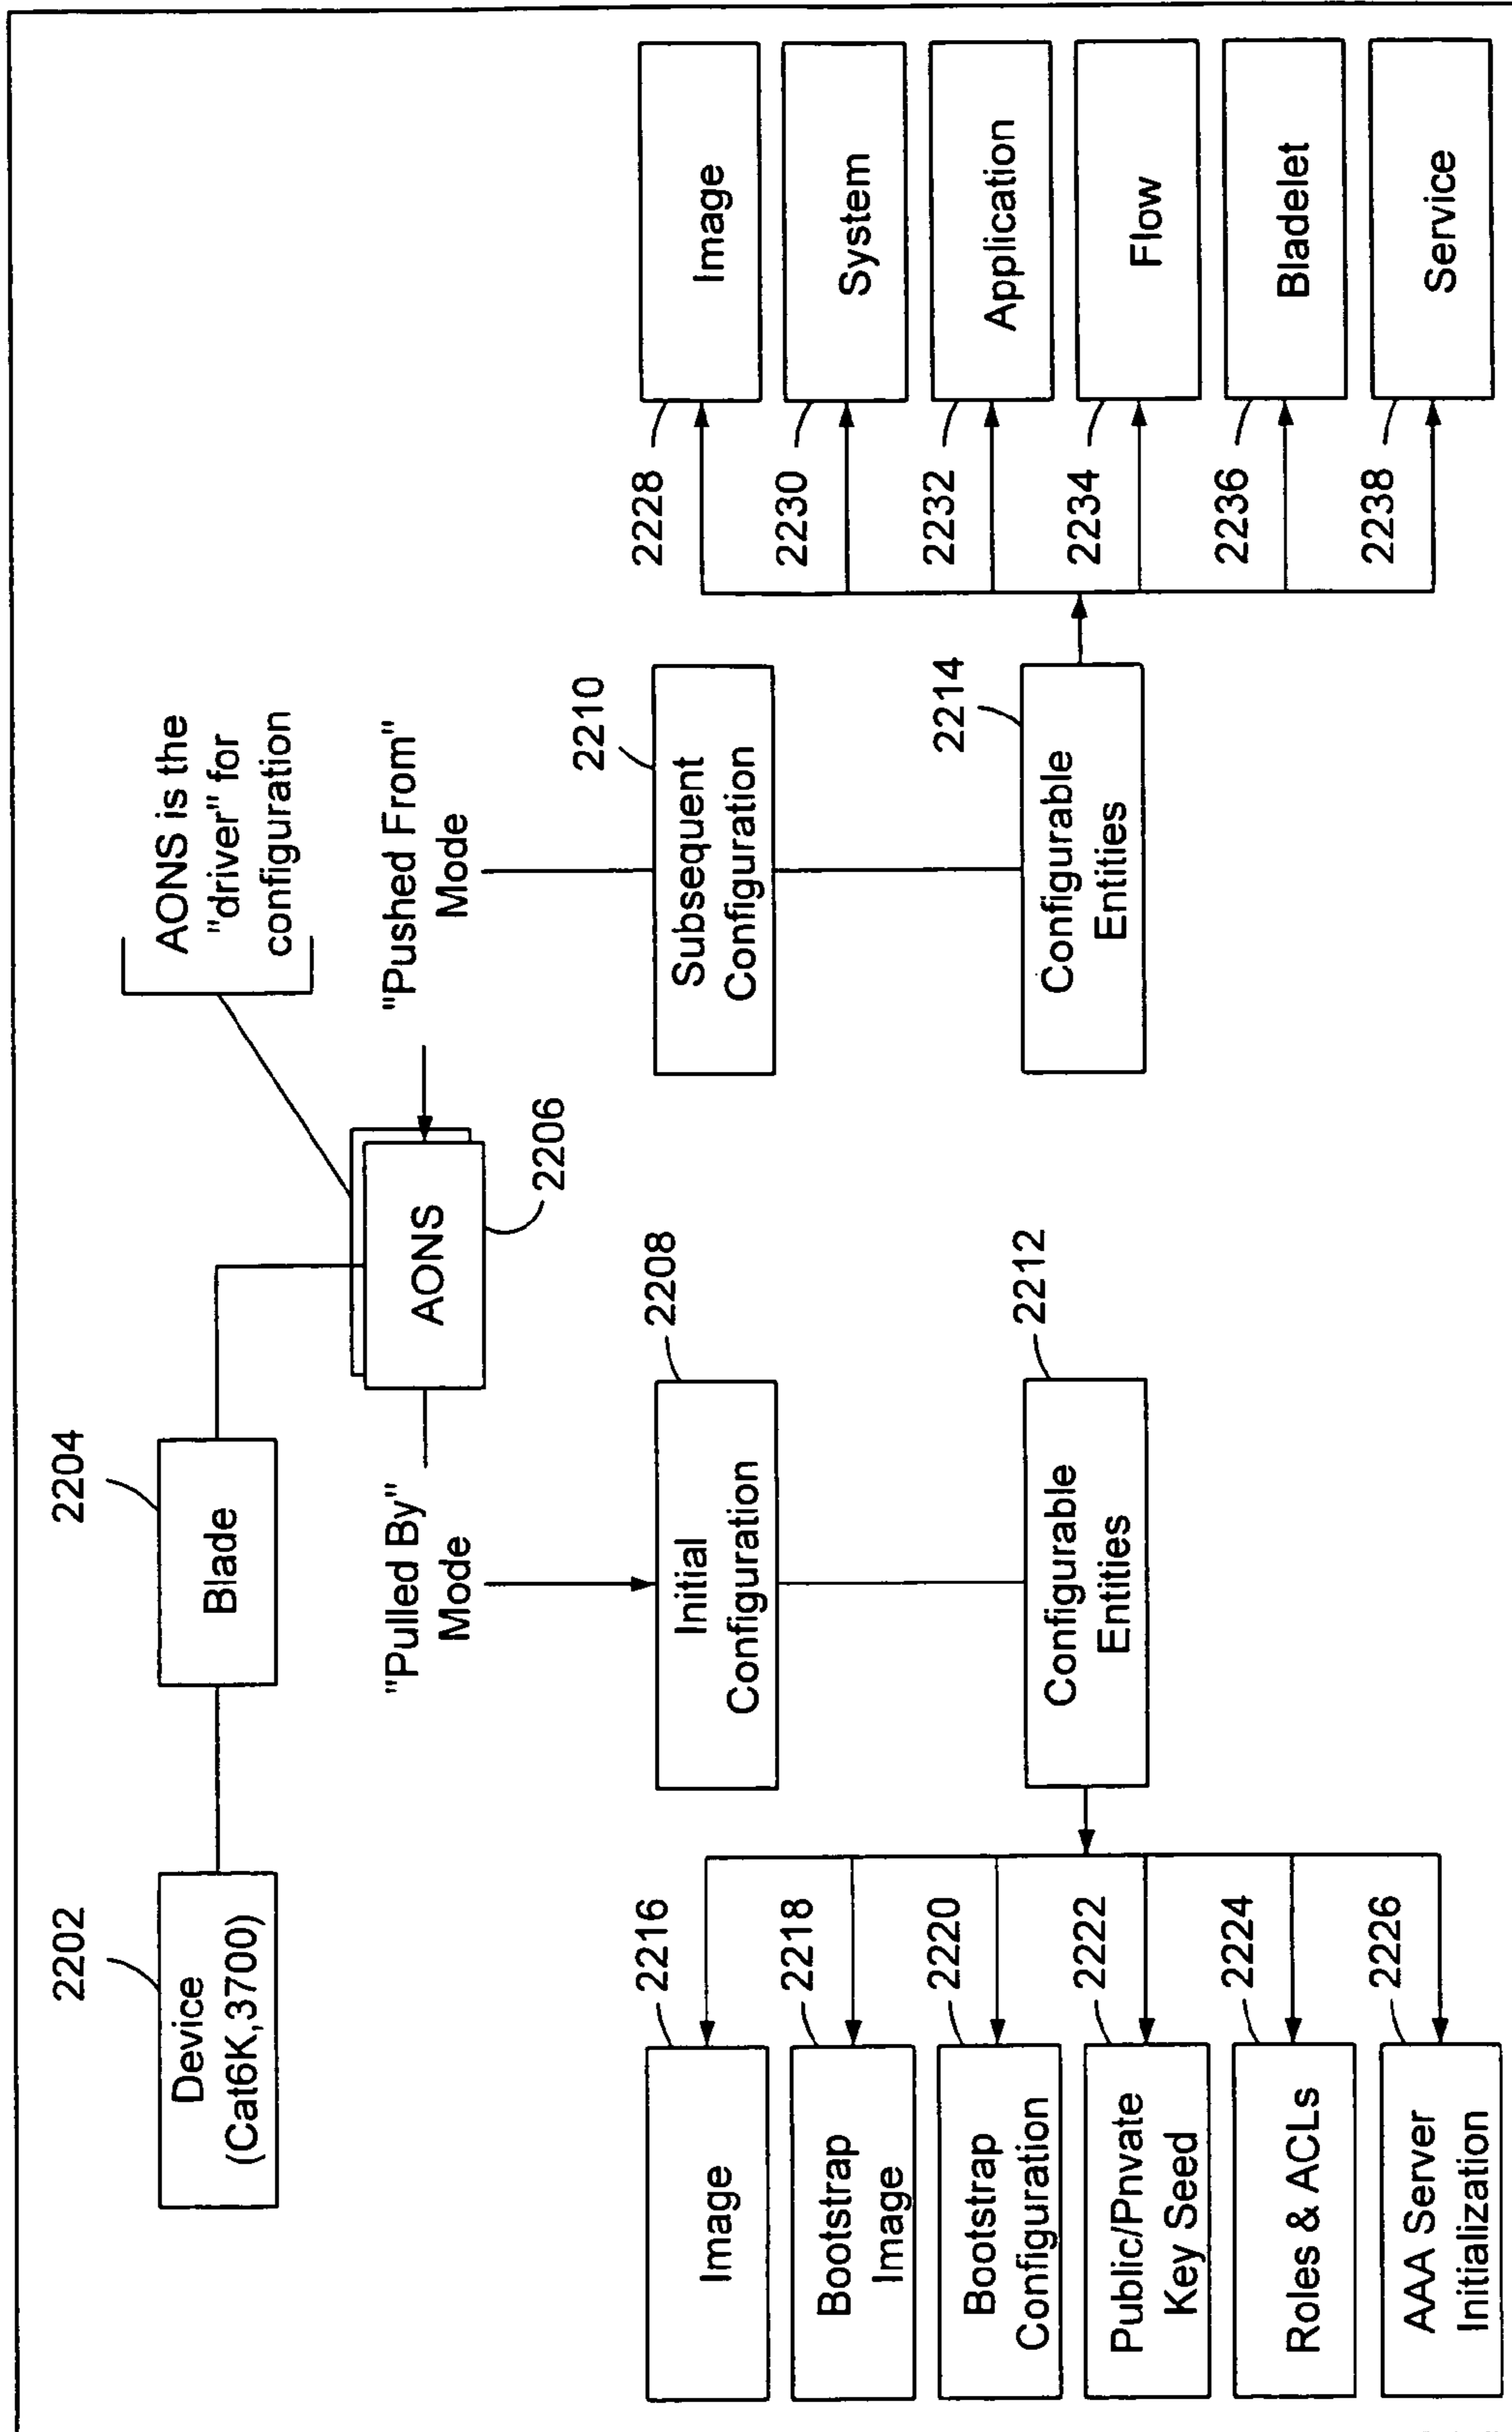 2202
Device
(Cat6K,3700)
2204
Blade
AONS is the
"driver" for
configuration
AONS
2206
"Pulled By"
Mode
"Pushed From"
Mode
2208
Initial
Configuration
2210
Subsequent
Configuration
2212
Configurable
Entities
2214
Configurable
Entities
2216
Image
2218
Bootstrap
Image
2220
Bootstrap
Configuration
2222
Public/Pnvate
Key Seed
2224
Roles & ACLs
2226
AAA Server
Initialization
2228
Image
2230
System
2232
Application
2234
Flow
2236
Bladelet
2238
Service